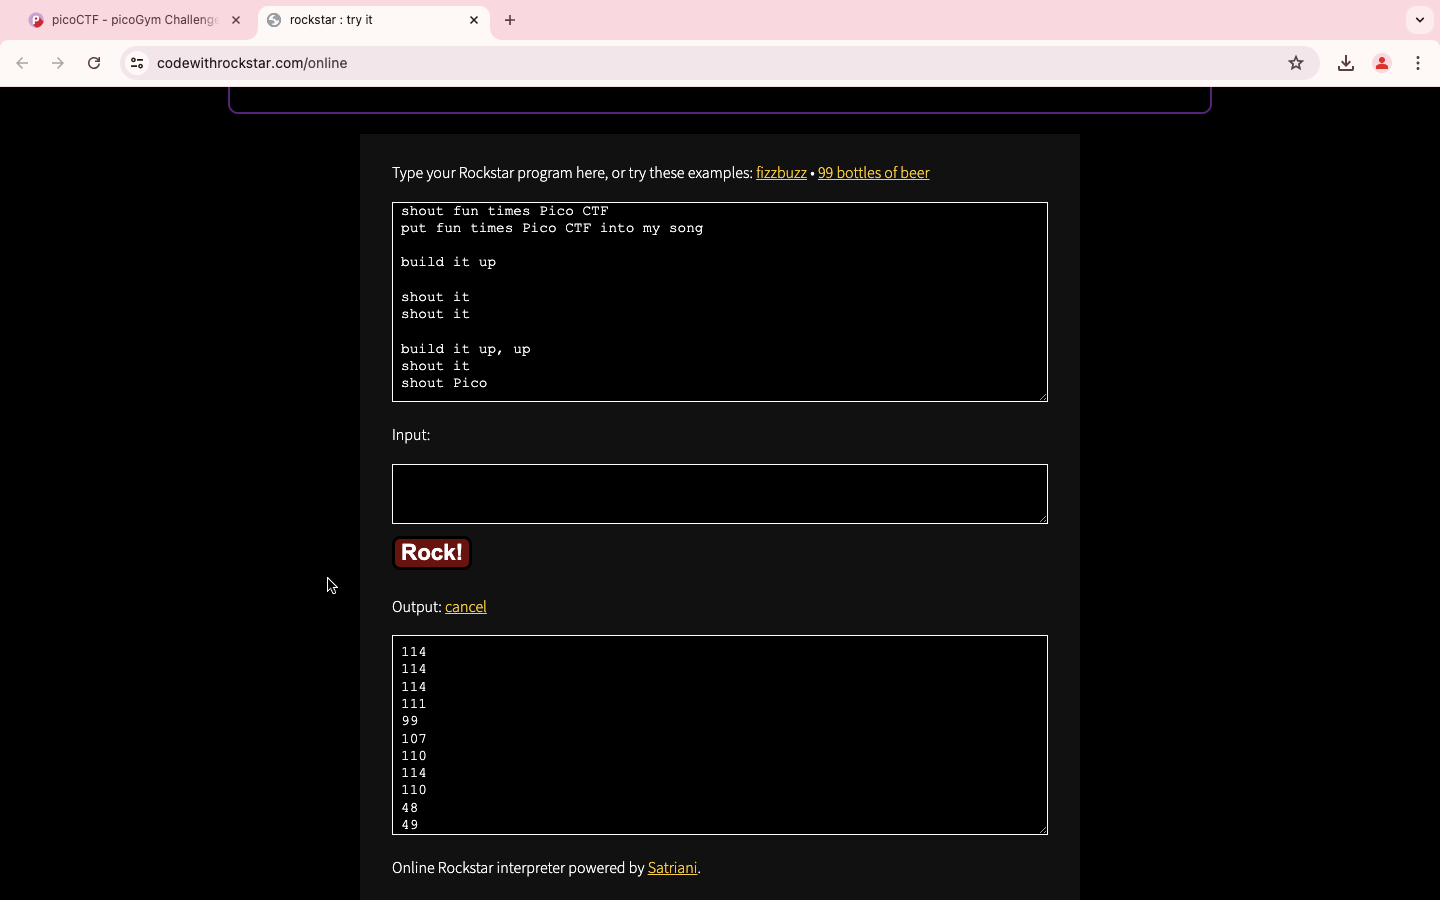 picoCTF - picoGym Challenge
rockstar : try it
codewithrockstar.com/online
Type your Rockstar program here, or try these examples: fizzbuzz • 99 bottles of beer
shout fun times Pico CTF
put fun times Pico CTF into my song
build it up
shout it
shout it
build it up, up
shout it
shout Pico
Input:
Rock!
Output: cancel
114
114
114
111
99
107
110
114
110
48
49
Online Rockstar interpreter powered by Satriani.